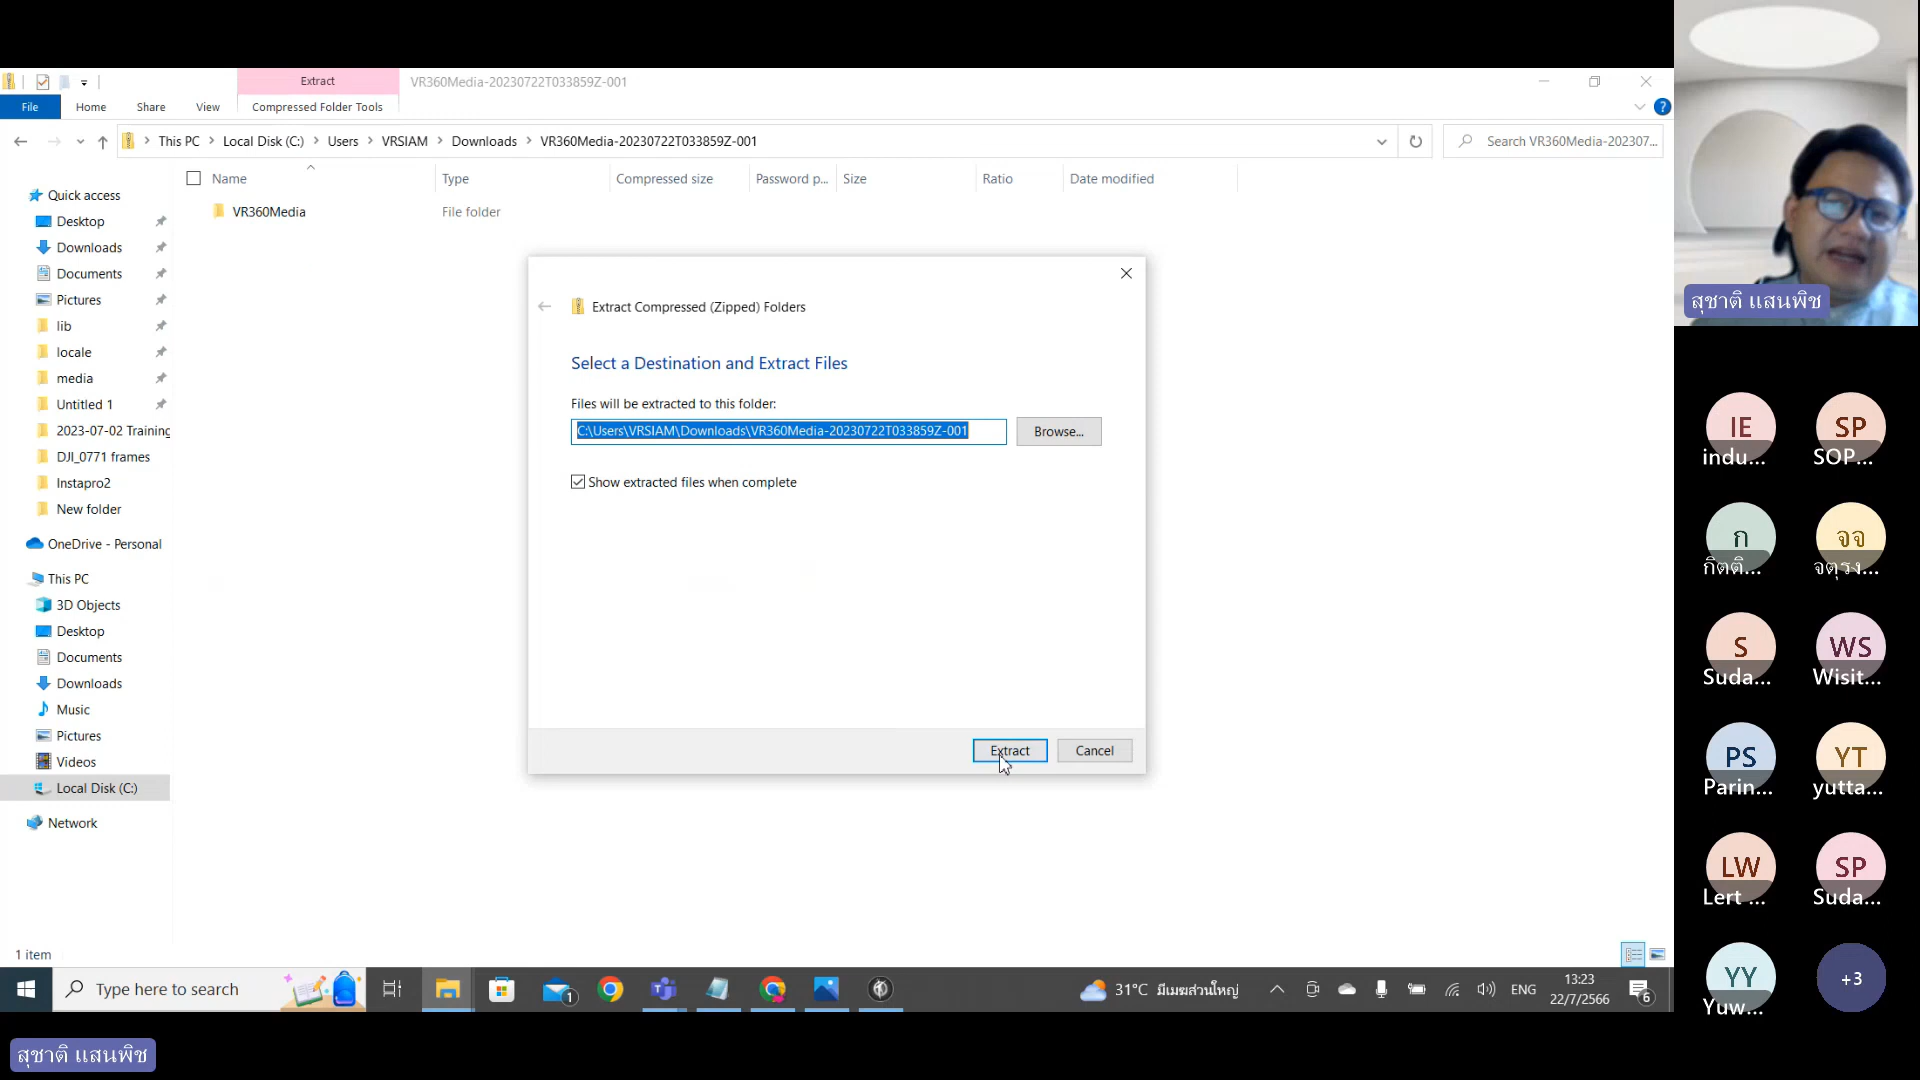 Extract
VR360Media-20230722T033859Z-001
File
Home
Share
View
Compressed Folder Tools
This PC
Local Disk (C:)
Users
VRSIAM
Downloads
VR360Media-20230722T033859Z-001
Search VR360Media-202307...
Name
Type
Compressed size
Password p...
Size
Ratio
Date modified
VR360Media
File folder
Quick access
Desktop
Downloads
Documents
Pictures
lib
locale
media
Untitled 1
2023-07-02 Training
DJI_0771 frames
Instapro2
New folder
OneDrive - Personal
This PC
3D Objects
Desktop
Documents
Downloads
Music
Pictures
Videos
Local Disk (C:)
Network
1 item
Extract Compressed (Zipped) Folders
Select a Destination and Extract Files
Files will be extracted to this folder:
C:\Users\VRSIAM\Downloads\VR360Media-20230722T033859Z-001
Browse...
Show extracted files when complete
Extract
Cancel
Type here to search
1
31°C มีเมฆส่วนใหญ่
ENG
13:23
22/7/2566
6
สุชาติ แสนพิช
สุชาติ แสนพิช
IE
indu...
SP
SOP...
ก
กิตติ...
จจ
จตุรง...
S
Suda...
WS
Wisit...
PS
Parin...
YT
yutta...
LW
Lert ...
SP
Suda...
YY
Yuw...
+3